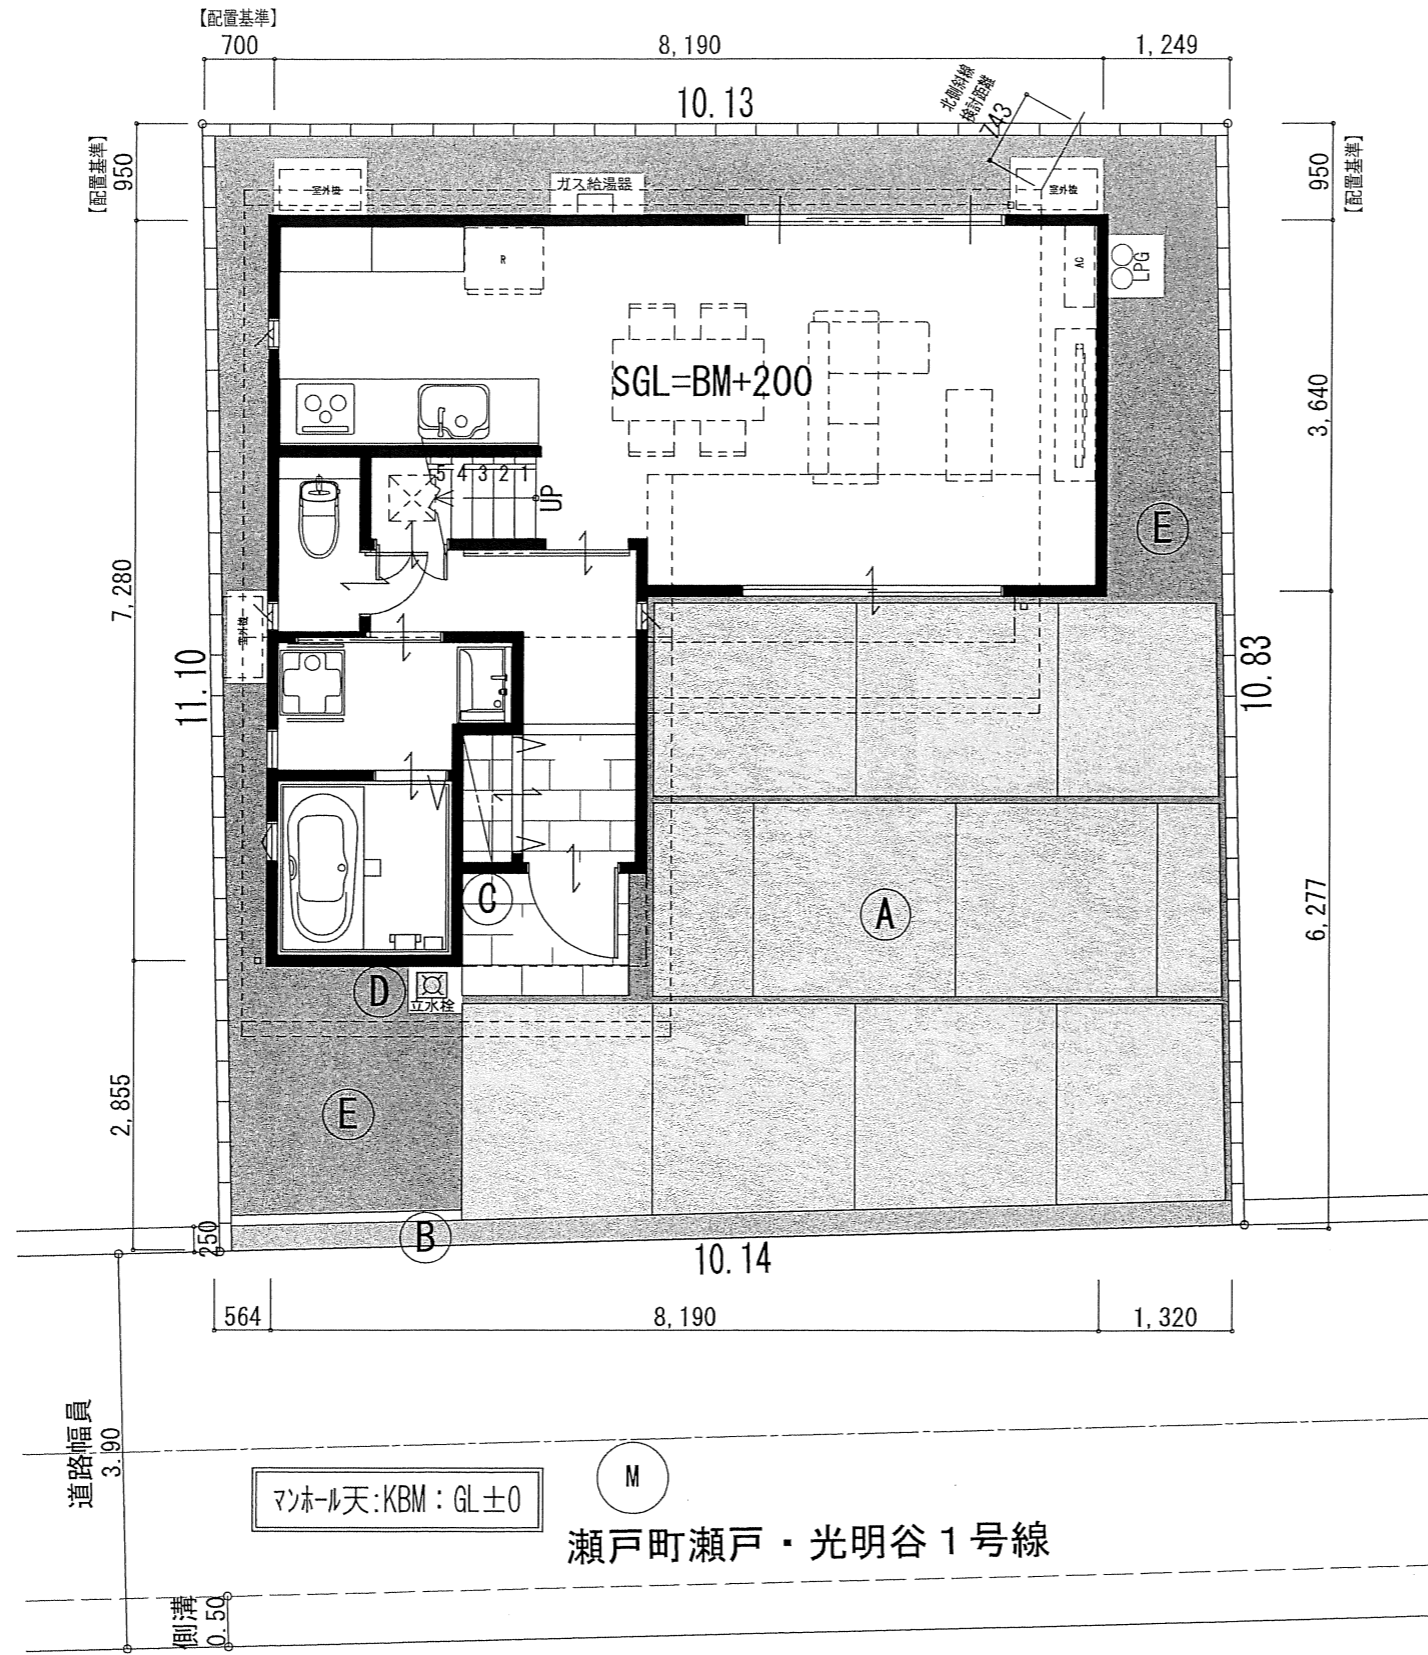 【配置基準】
700
8,190
1,249
10.13
北側斜線
検討距離
743
【配置基準】
950
950
【配置基準】
室外機
ガス給湯器
室外機
R
AC
LPG
SGL=BM+200
3,640
5 4 3 2 1
UP
E
7,280
室外機
11.10
10.83
A
C
6,277
D
立水栓
E
2,855
B
250
10.14
564
8,190
1,320
道路幅員
3.90
M
マンホール天:KBM:GL±0
瀬戸町瀬戸・光明谷1号線
側溝
0.50